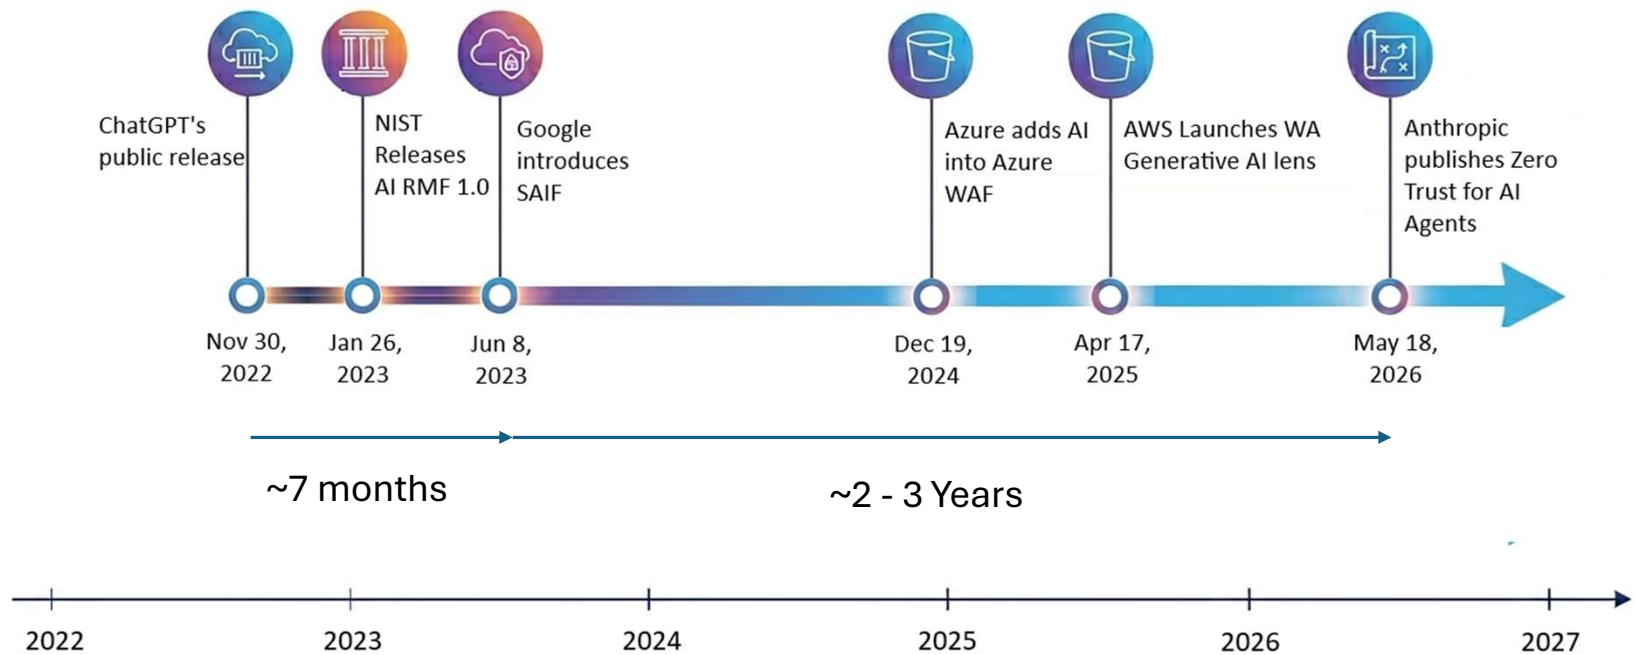 ChatGPT's
public release
NIST
Releases
AI RMF 1.0
Google
introduces
SAIF
Azure adds AI
into Azure
WAF
AWS Launches WA
Generative AI lens
Anthropic
publishes Zero
Trust for AI
Agents
Nov 30,
2022
Jan 26,
2023
Jun 8,
2023
Dec 19,
2024
Apr 17,
2025
May 18,
2026
~7 months
~2 - 3 Years
2022
2023
2024
2025
2026
2027